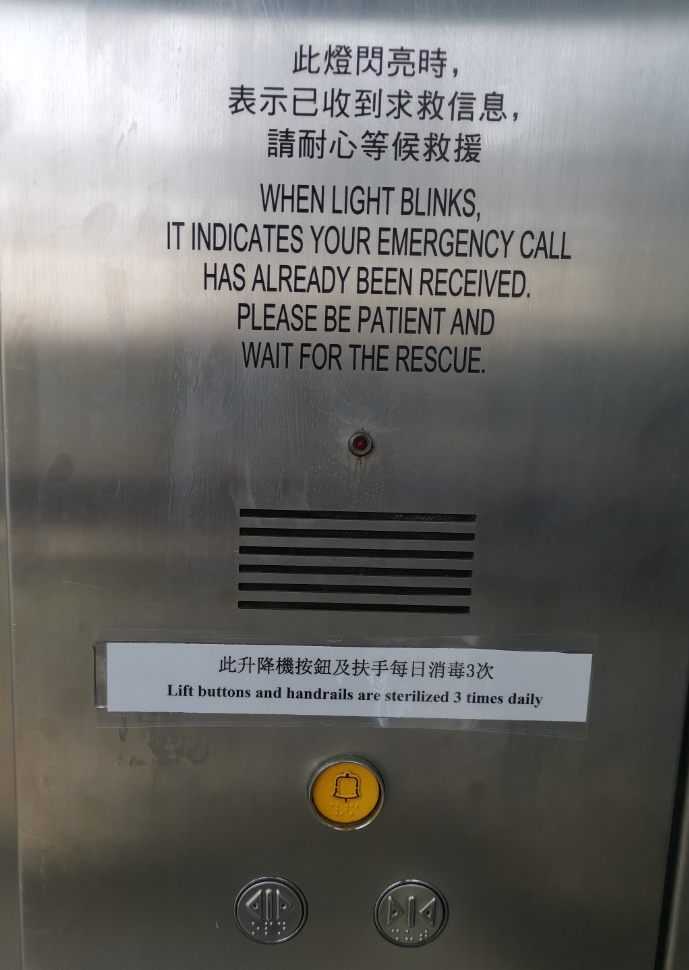 此燈閃亮時，
表示已收到求救信息，
請耐心等候救援
WHEN LIGHT BLINKS,
IT INDICATES YOUR EMERGENCY CALL
HAS ALREADY BEEN RECEIVED.
PLEASE BE PATIENT AND
WAIT FOR THE RESCUE.
此升降機按鈕及扶手每日消毒3次
Lift buttons and handrails are sterilized 3 times daily